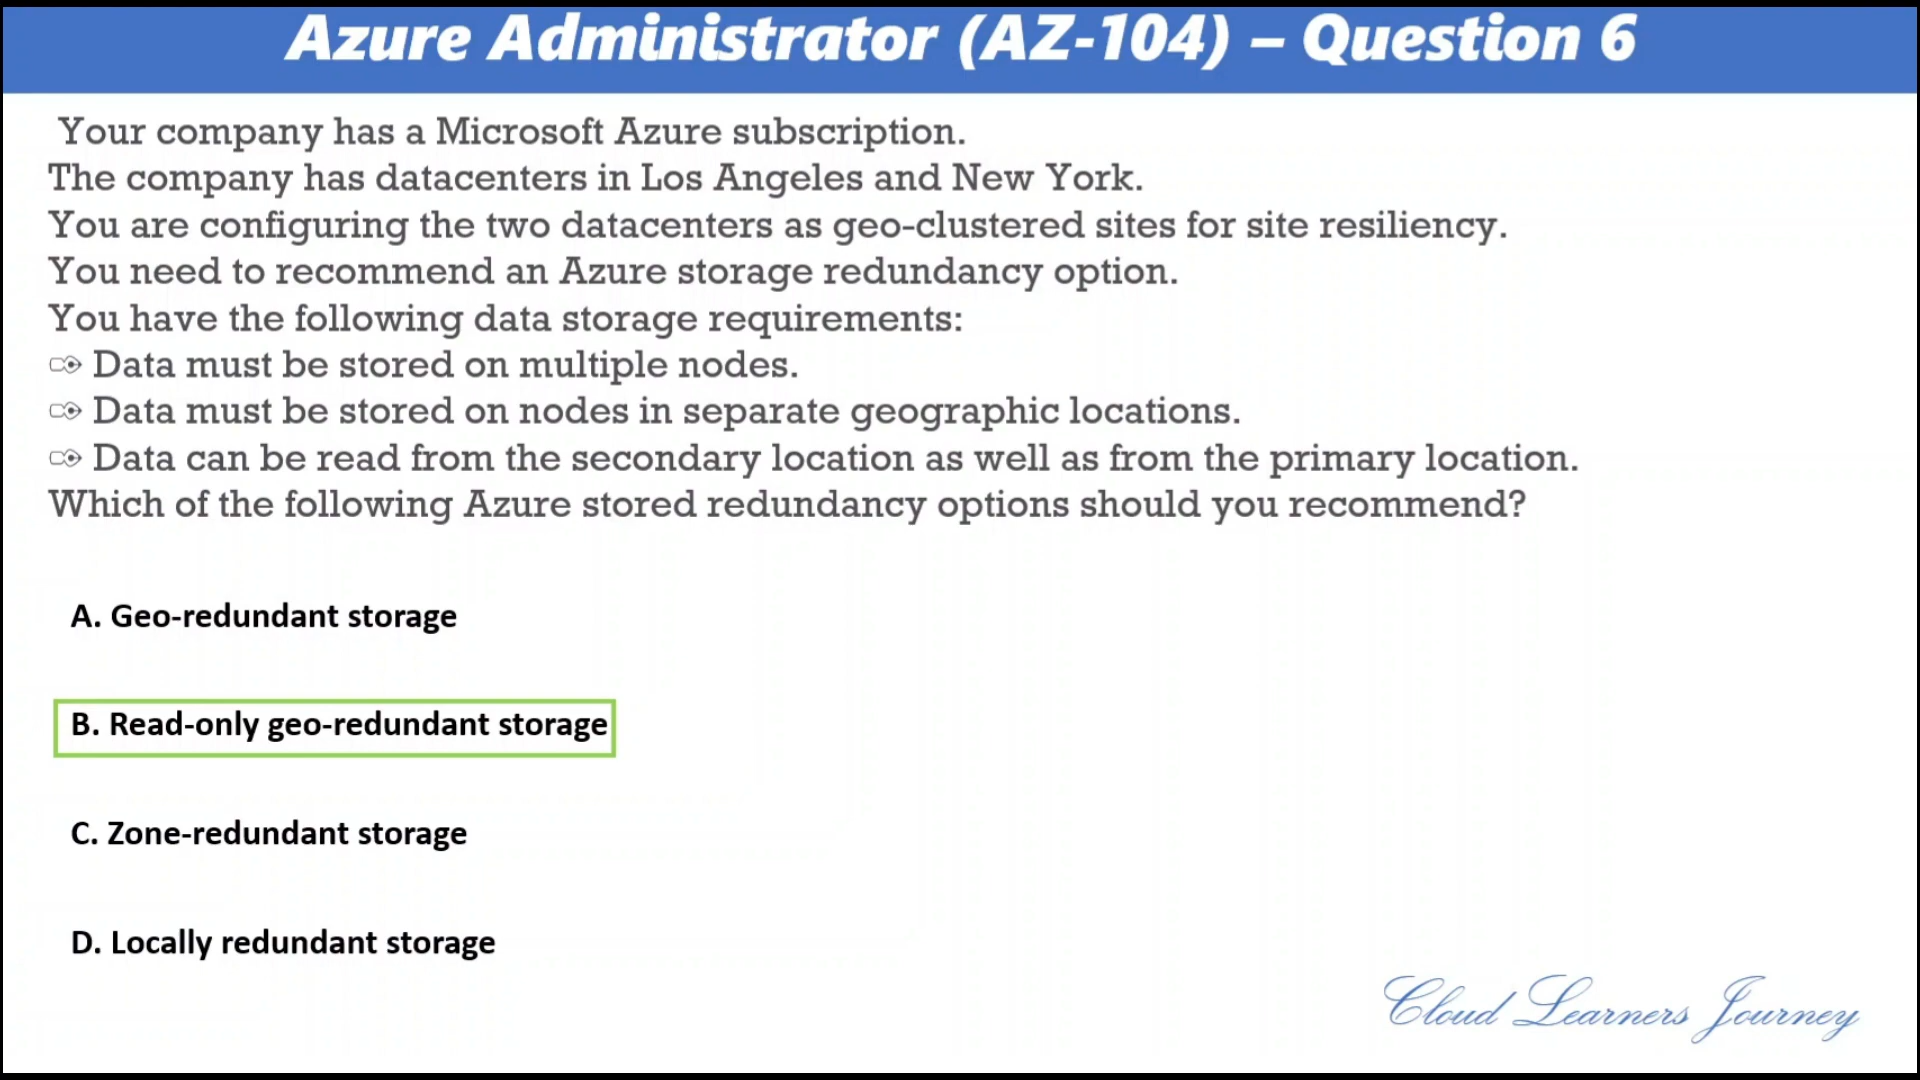 Azure Administrator (AZ-104) – Question 6
Your company has a Microsoft Azure subscription.
The company has datacenters in Los Angeles and New York.
You are configuring the two datacenters as geo-clustered sites for site resiliency.
You need to recommend an Azure storage redundancy option.
You have the following data storage requirements:
Data must be stored on multiple nodes.
Data must be stored on nodes in separate geographic locations.
Data can be read from the secondary location as well as from the primary location.
Which of the following Azure stored redundancy options should you recommend?
A. Geo-redundant storage
B. Read-only geo-redundant storage
C. Zone-redundant storage
D. Locally redundant storage
Cloud Learners Journey